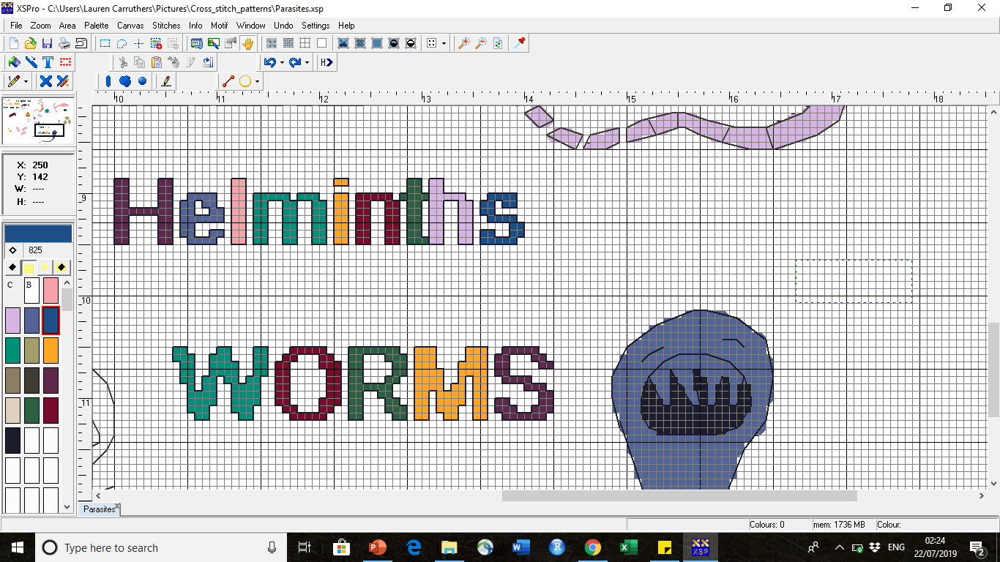 XSPro - C:\Users\Lauren Carruthers\Pictures\Cross_stitch_patterns\Parasites.xsp
File Zoom Area Palette Canvas Stitches Info Motif Window Undo Settings Help
H
10 11 12 13 14 15 16 17 18
X: 250
Y: 142
W: ----
H: ----
825
C B
9
10
11
Helminths
WORMS
Parasites
Colours: 0 mem: 1736 MB Colour:
Type here to search
ENG
02:24
22/07/2019
2